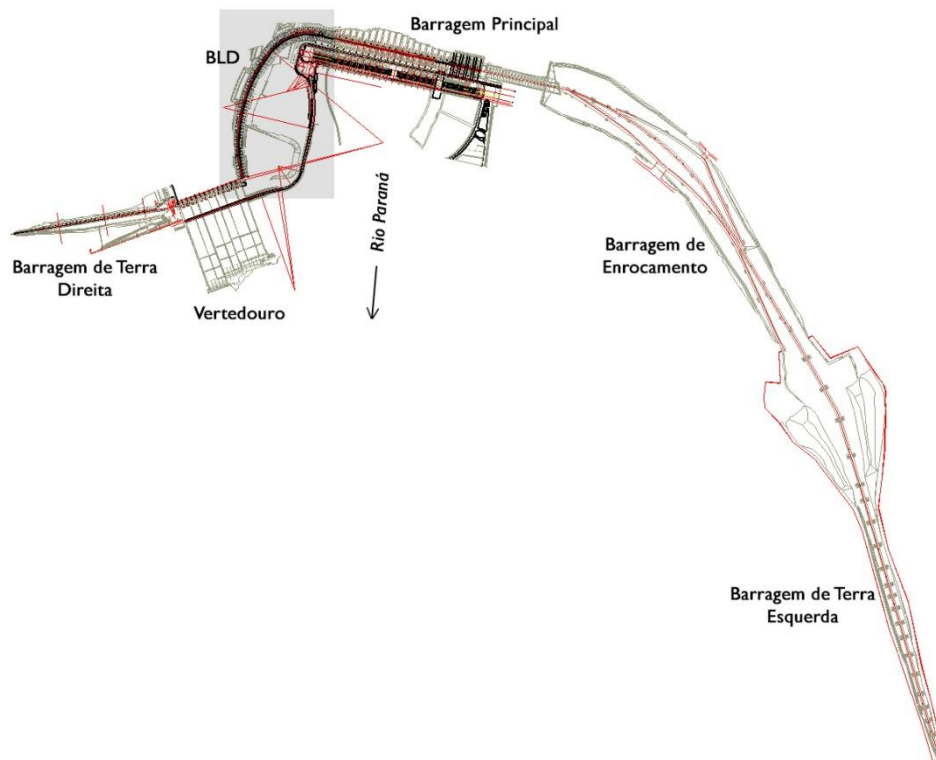 Barragem Principal
BLD
Rio Paraná
Barragem de Terra
Direita
Vertedouro
Barragem de
Enrocamento
Barragem de Terra
Esquerda